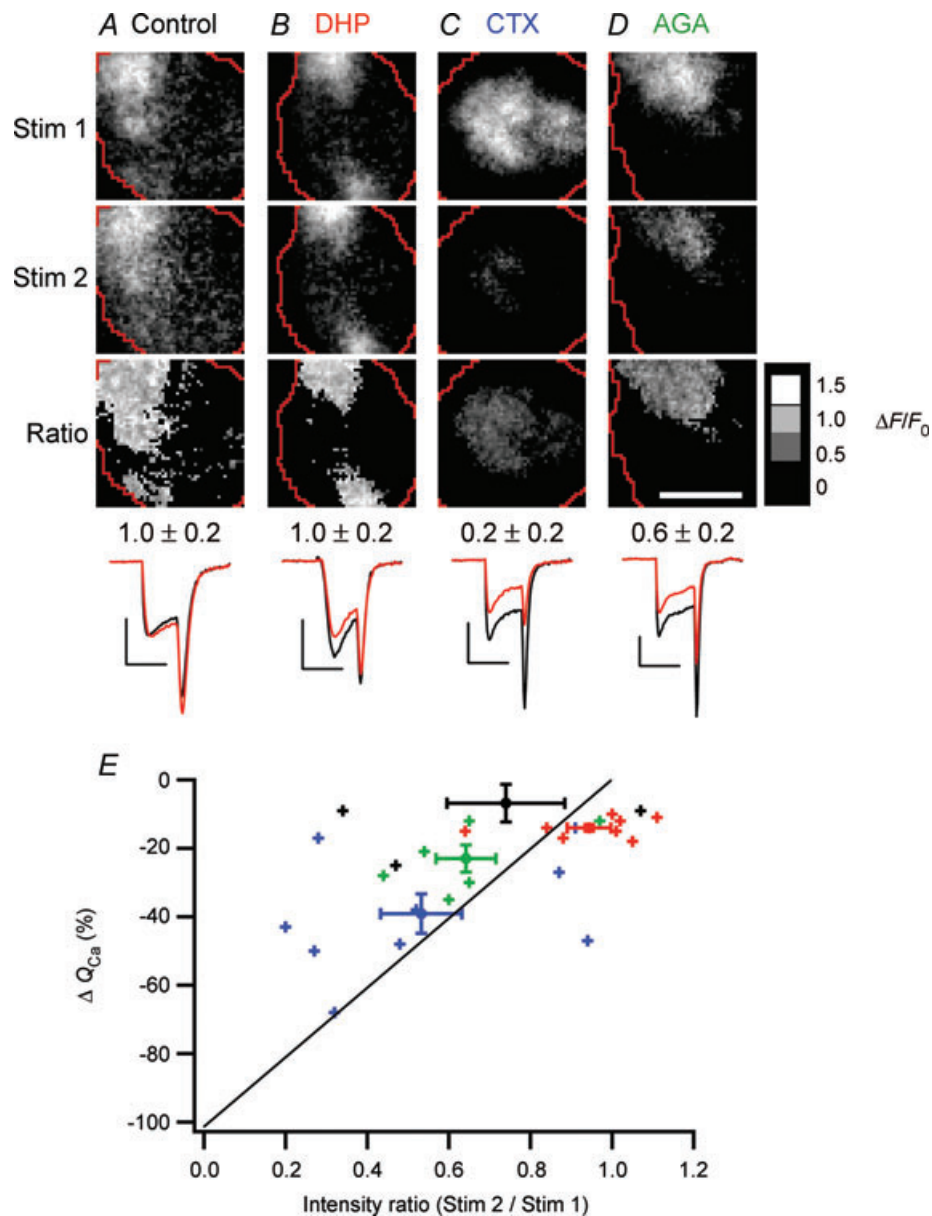 A Control B DHP C CTX D AGA
Stim 1
Stim 2
Ratio
1.5
1.0
0.5
0
ΔF/F0
1.0 ± 0.2 1.0 ± 0.2 0.2 ± 0.2 0.6 ± 0.2
E
0
-20
-40
-60
-80
-100
Δ QCa (%)
0.0 0.2 0.4 0.6 0.8 1.0 1.2
Intensity ratio (Stim 2 / Stim 1)